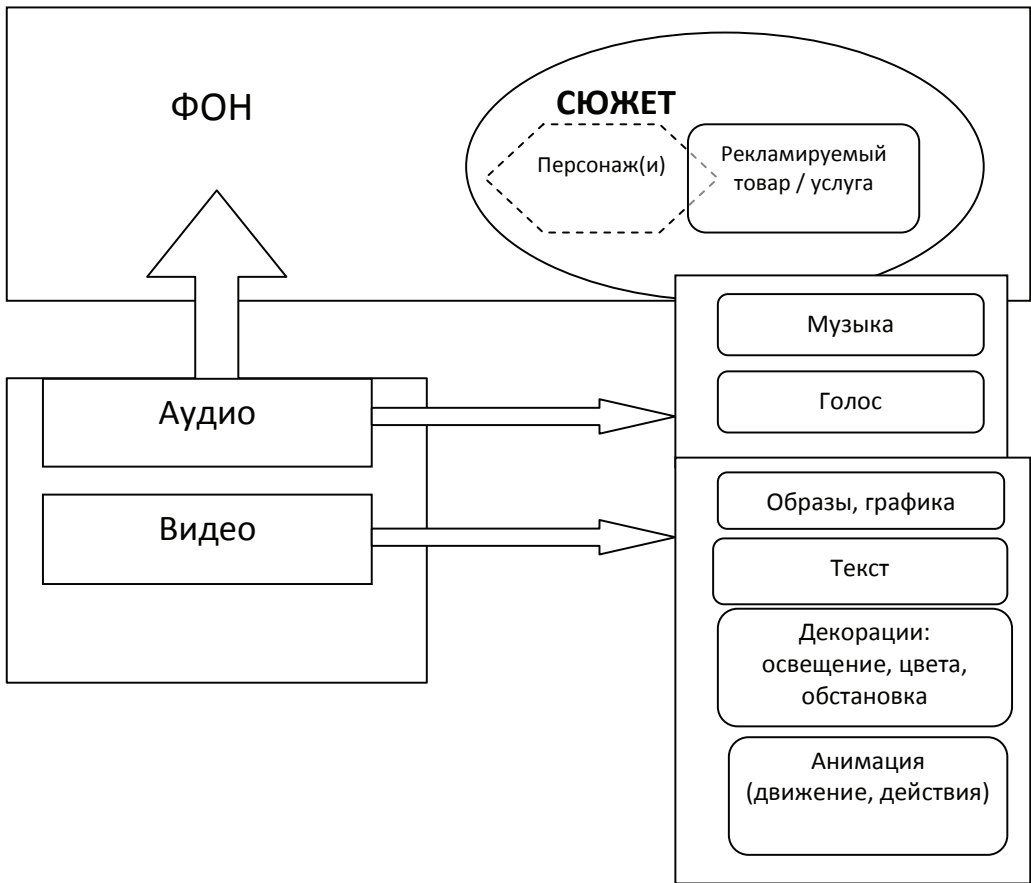 ФОН
СЮЖЕТ
Персонаж(и)
Рекламируемый
товар / услуга
Музыка
Голос
Аудио
Видео
Образы, графика
Текст
Декорации:
освещение, цвета,
обстановка
Анимация
(движение, действия)